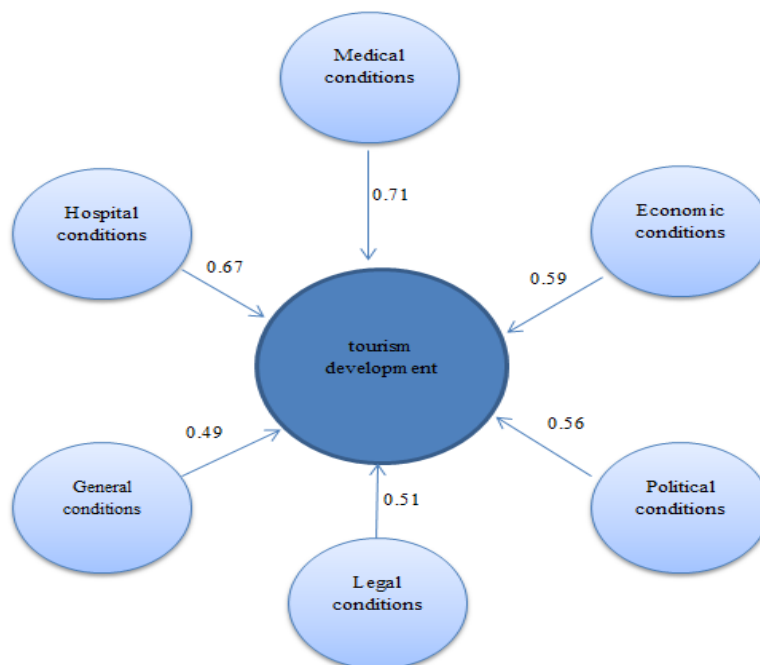 Medical
conditions
0.71
Hospital
conditions
0.67
Economic
conditions
0.59
tourism
development
General
conditions
0.49
Political
conditions
0.56
0.51
Legal
conditions